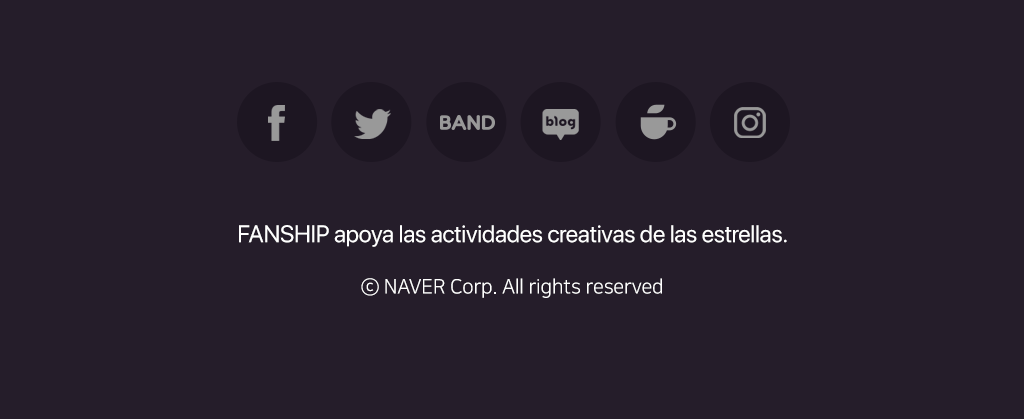 BAND
blog
FANSHIP apoya las actividades creativas de las estrellas.
ⓒ NAVER Corp. All rights reserved